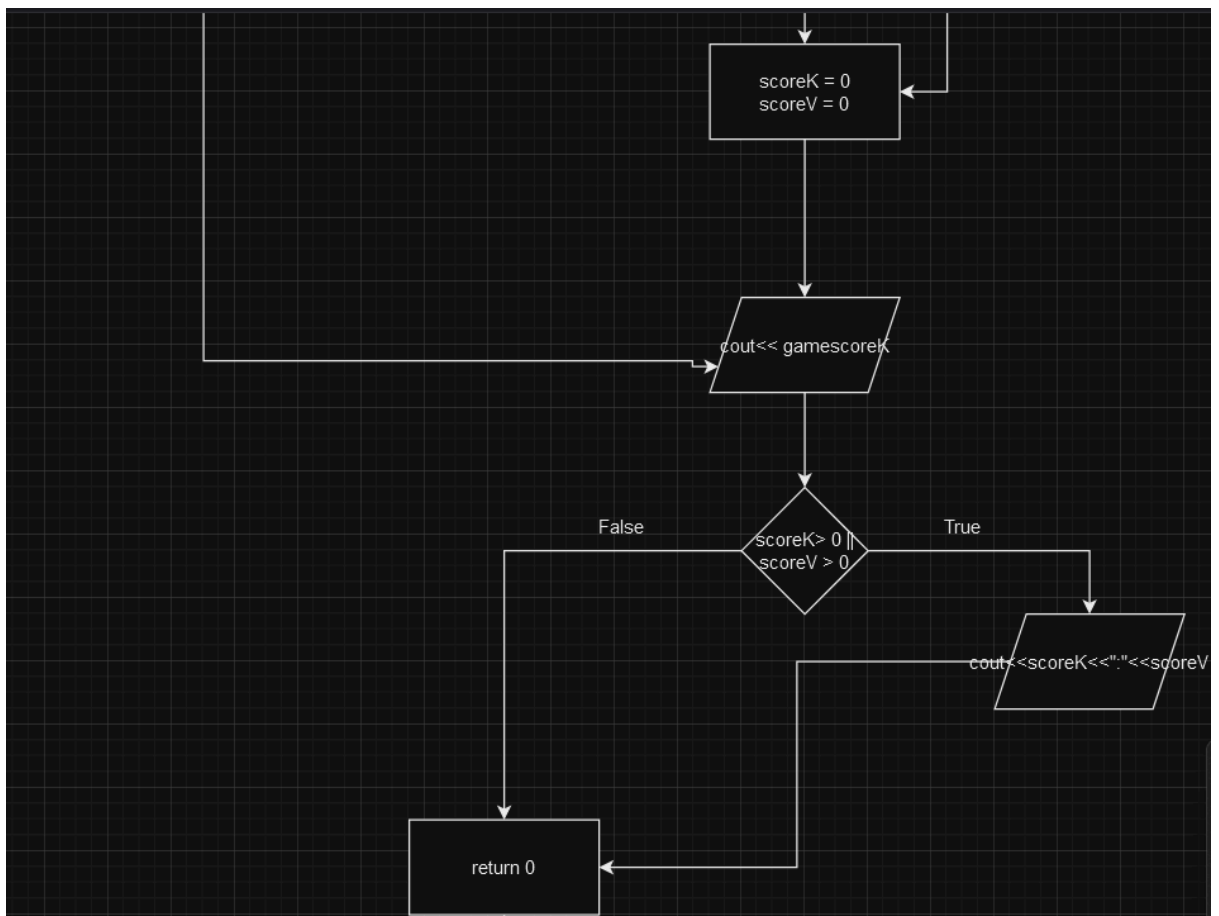 scoreK = 0
scoreV = 0
cout<< gamescoreK
False
True
scoreK> 0 ||
scoreV > 0
cout<<scoreK<<":"<<scoreV
return 0